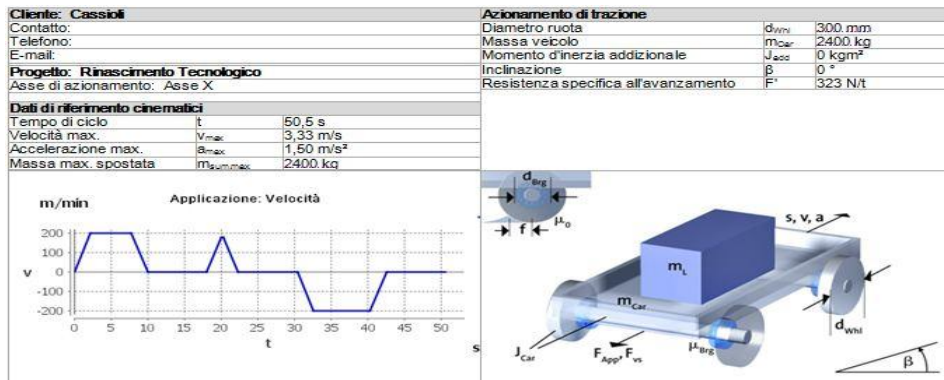 Cliente: Cassioli
Contatto:
Telefono:
E-mail:
Progetto: Rinascimento Tecnologico
Asse di azionamento: Asse X
Dati di riferimento cinematici
Tempo di ciclo t 50,5 s
Velocità max. vmax 3,33 m/s
Accelerazione max. amax 1,50 m/s²
Massa max. spostata msummax 2400 kg
Azionamento di trazione
Diametro ruota dWhl 300 mm
Massa veicolo mCar 2400 kg
Momento d'inerzia addizionale Jadd 0 kgm²
Inclinazione β 0 °
Resistenza specifica all'avanzamento F' 323 N/t
m/min
Applicazione: Velocità
200
100
v 0
-100
-200
0 5 10 15 20 25 30 35 40 45 50
t
s
dBrg
μ0
f
s, v, a
mL
mCar
dWhl
JCar
FApp, Fvs
μBrg
β